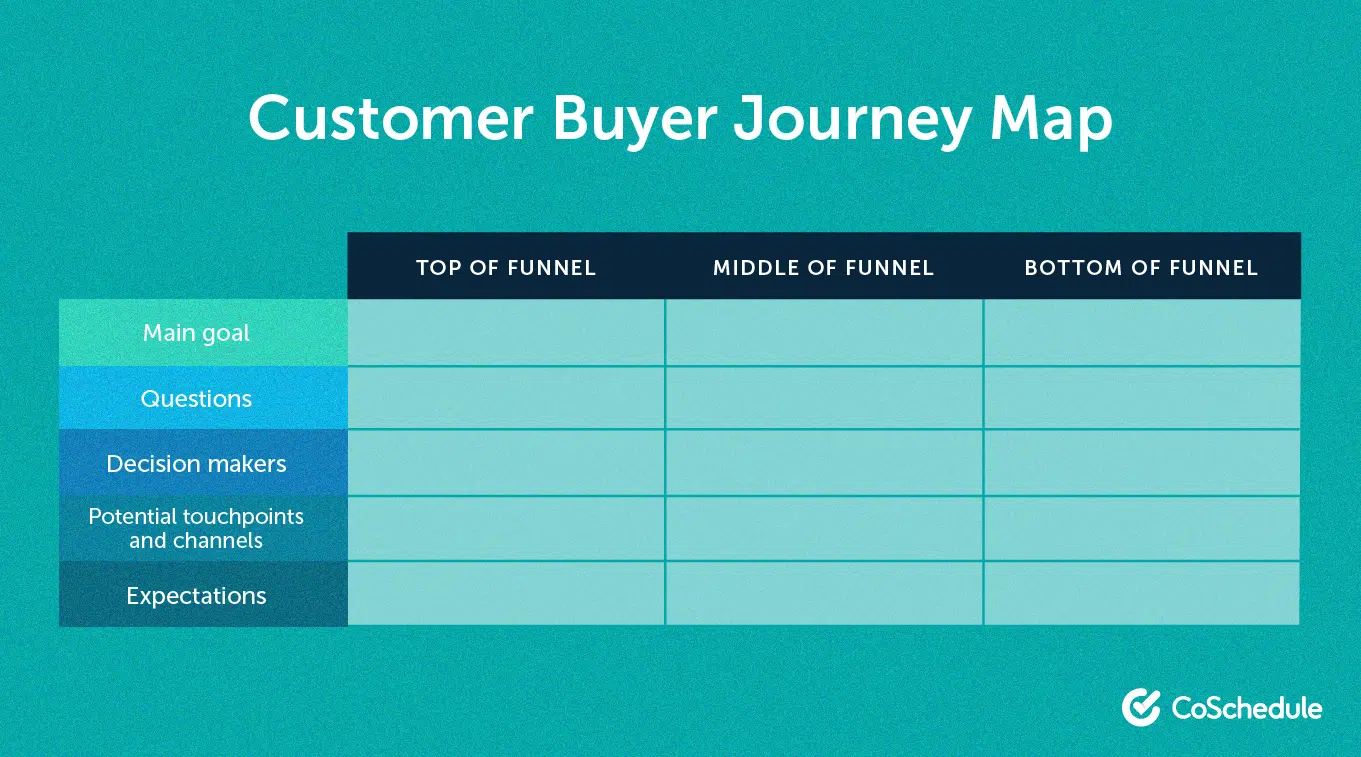 Customer Buyer Journey Map
TOP OF FUNNEL
MIDDLE OF FUNNEL
BOTTOM OF FUNNEL
Main goal
Questions
Decision makers
Potential touchpoints
and channels
Expectations
CoSchedule